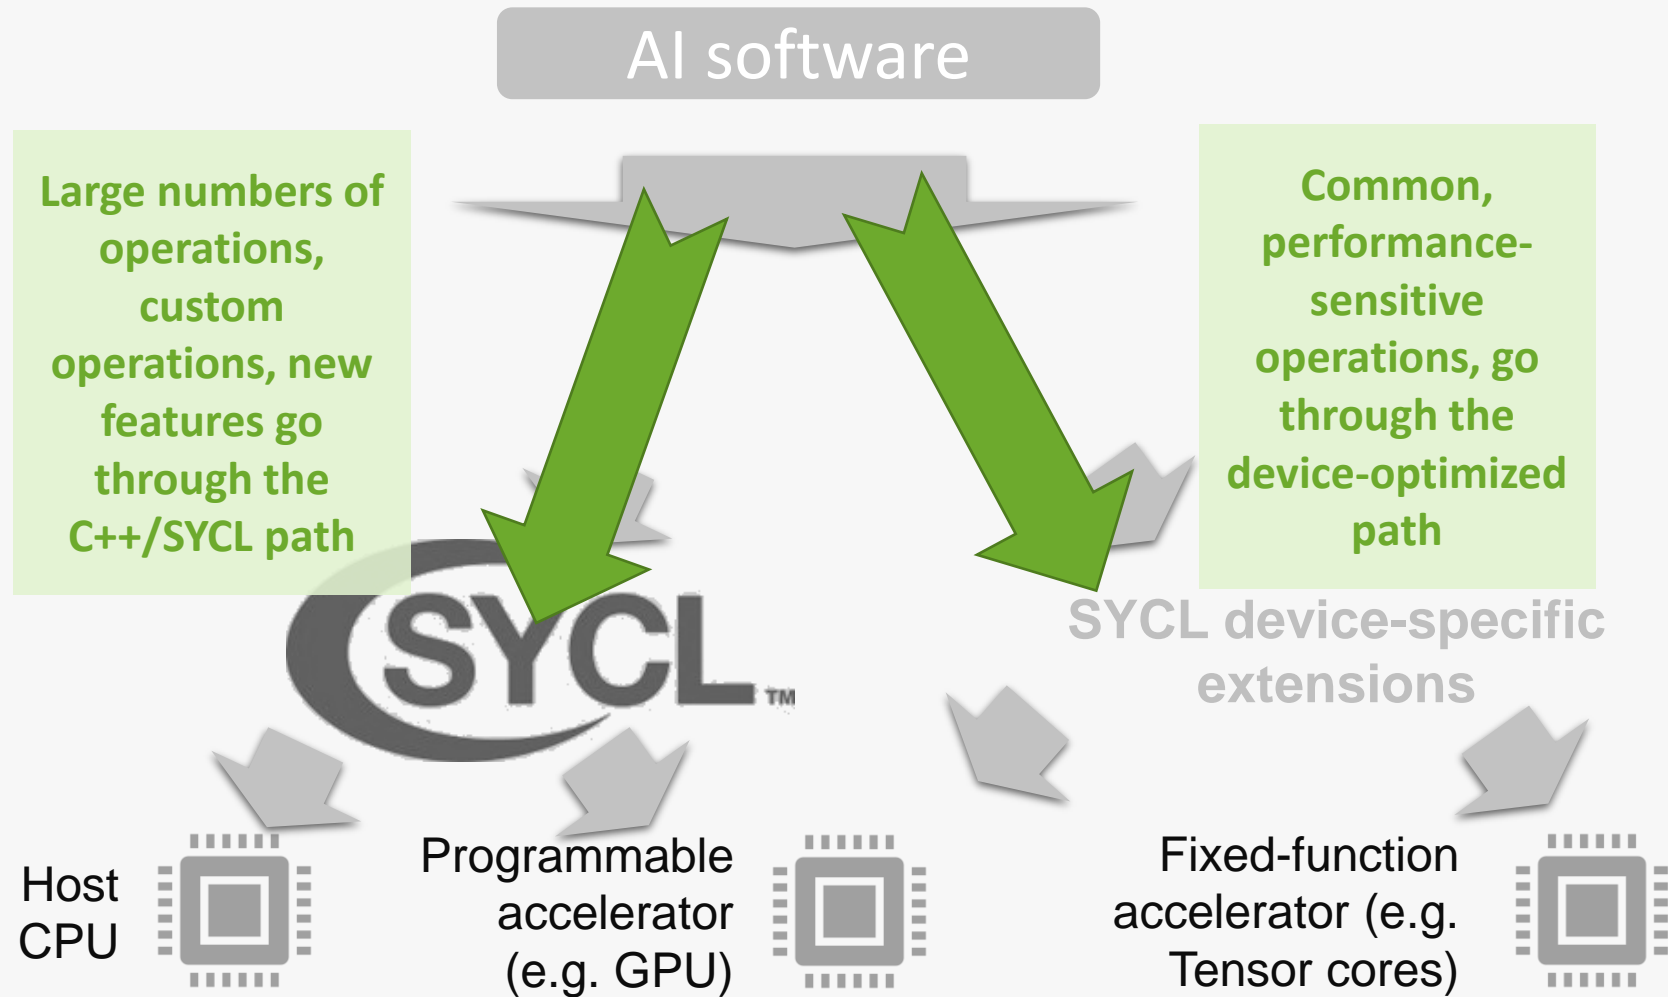 AI software
Large numbers of
operations,
custom
operations, new
features go
through the
C++/SYCL path
Common,
performance-
sensitive
operations, go
through the
device-optimized
path
SYCL™
SYCL device-specific
extensions
Host
CPU
Programmable
accelerator
(e.g. GPU)
Fixed-function
accelerator (e.g.
Tensor cores)